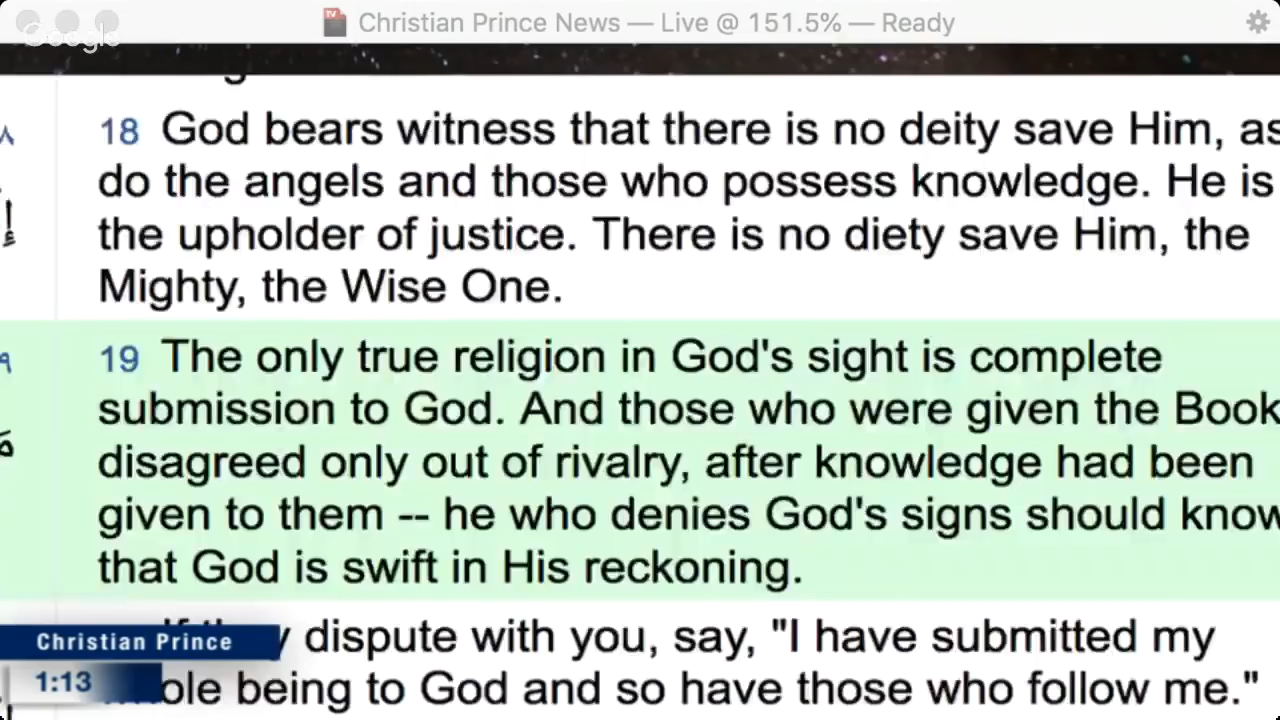 Christian Prince News — Live @ 151.5% — Ready
Google
18 God bears witness that there is no deity save Him, as
do the angels and those who possess knowledge. He is
the upholder of justice. There is no diety save Him, the
Mighty, the Wise One.
19 The only true religion in God's sight is complete
submission to God. And those who were given the Book
disagreed only out of rivalry, after knowledge had been
given to them -- he who denies God's signs should know
that God is swift in His reckoning.
dispute with you, say, "I have submitted my
being to God and so have those who follow me."
Christian Prince
1:13